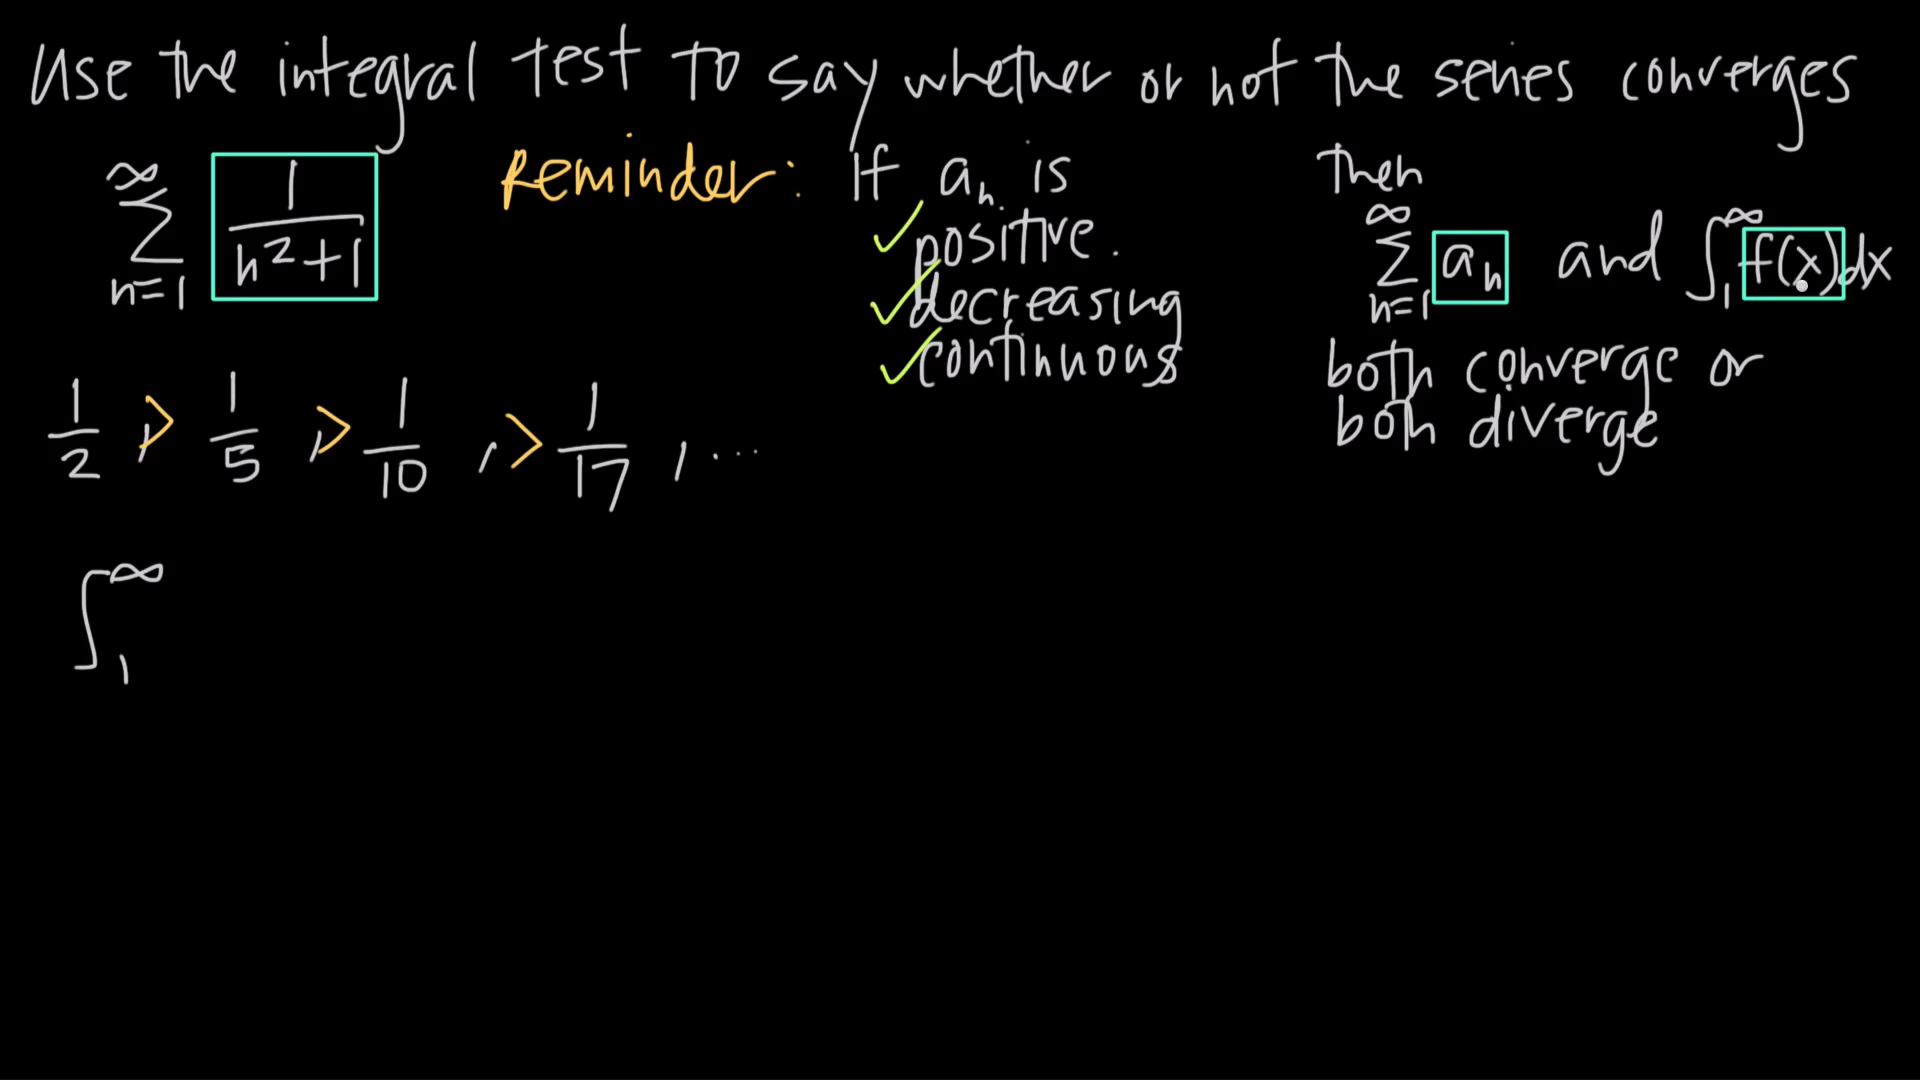 Use the integral test to say whether or not the series converges
∞
Σ 1/(n²+1)
n=1
Reminder: If aₙ is
positive.
decreasing
continuous
Then
∞ ∞
Σ aₙ and ∫ f(x)dx
n=1 1
both converge or
both diverge
1/2 , > 1/5 , > 1/10 , > 1/17 , ...
∞
∫
1